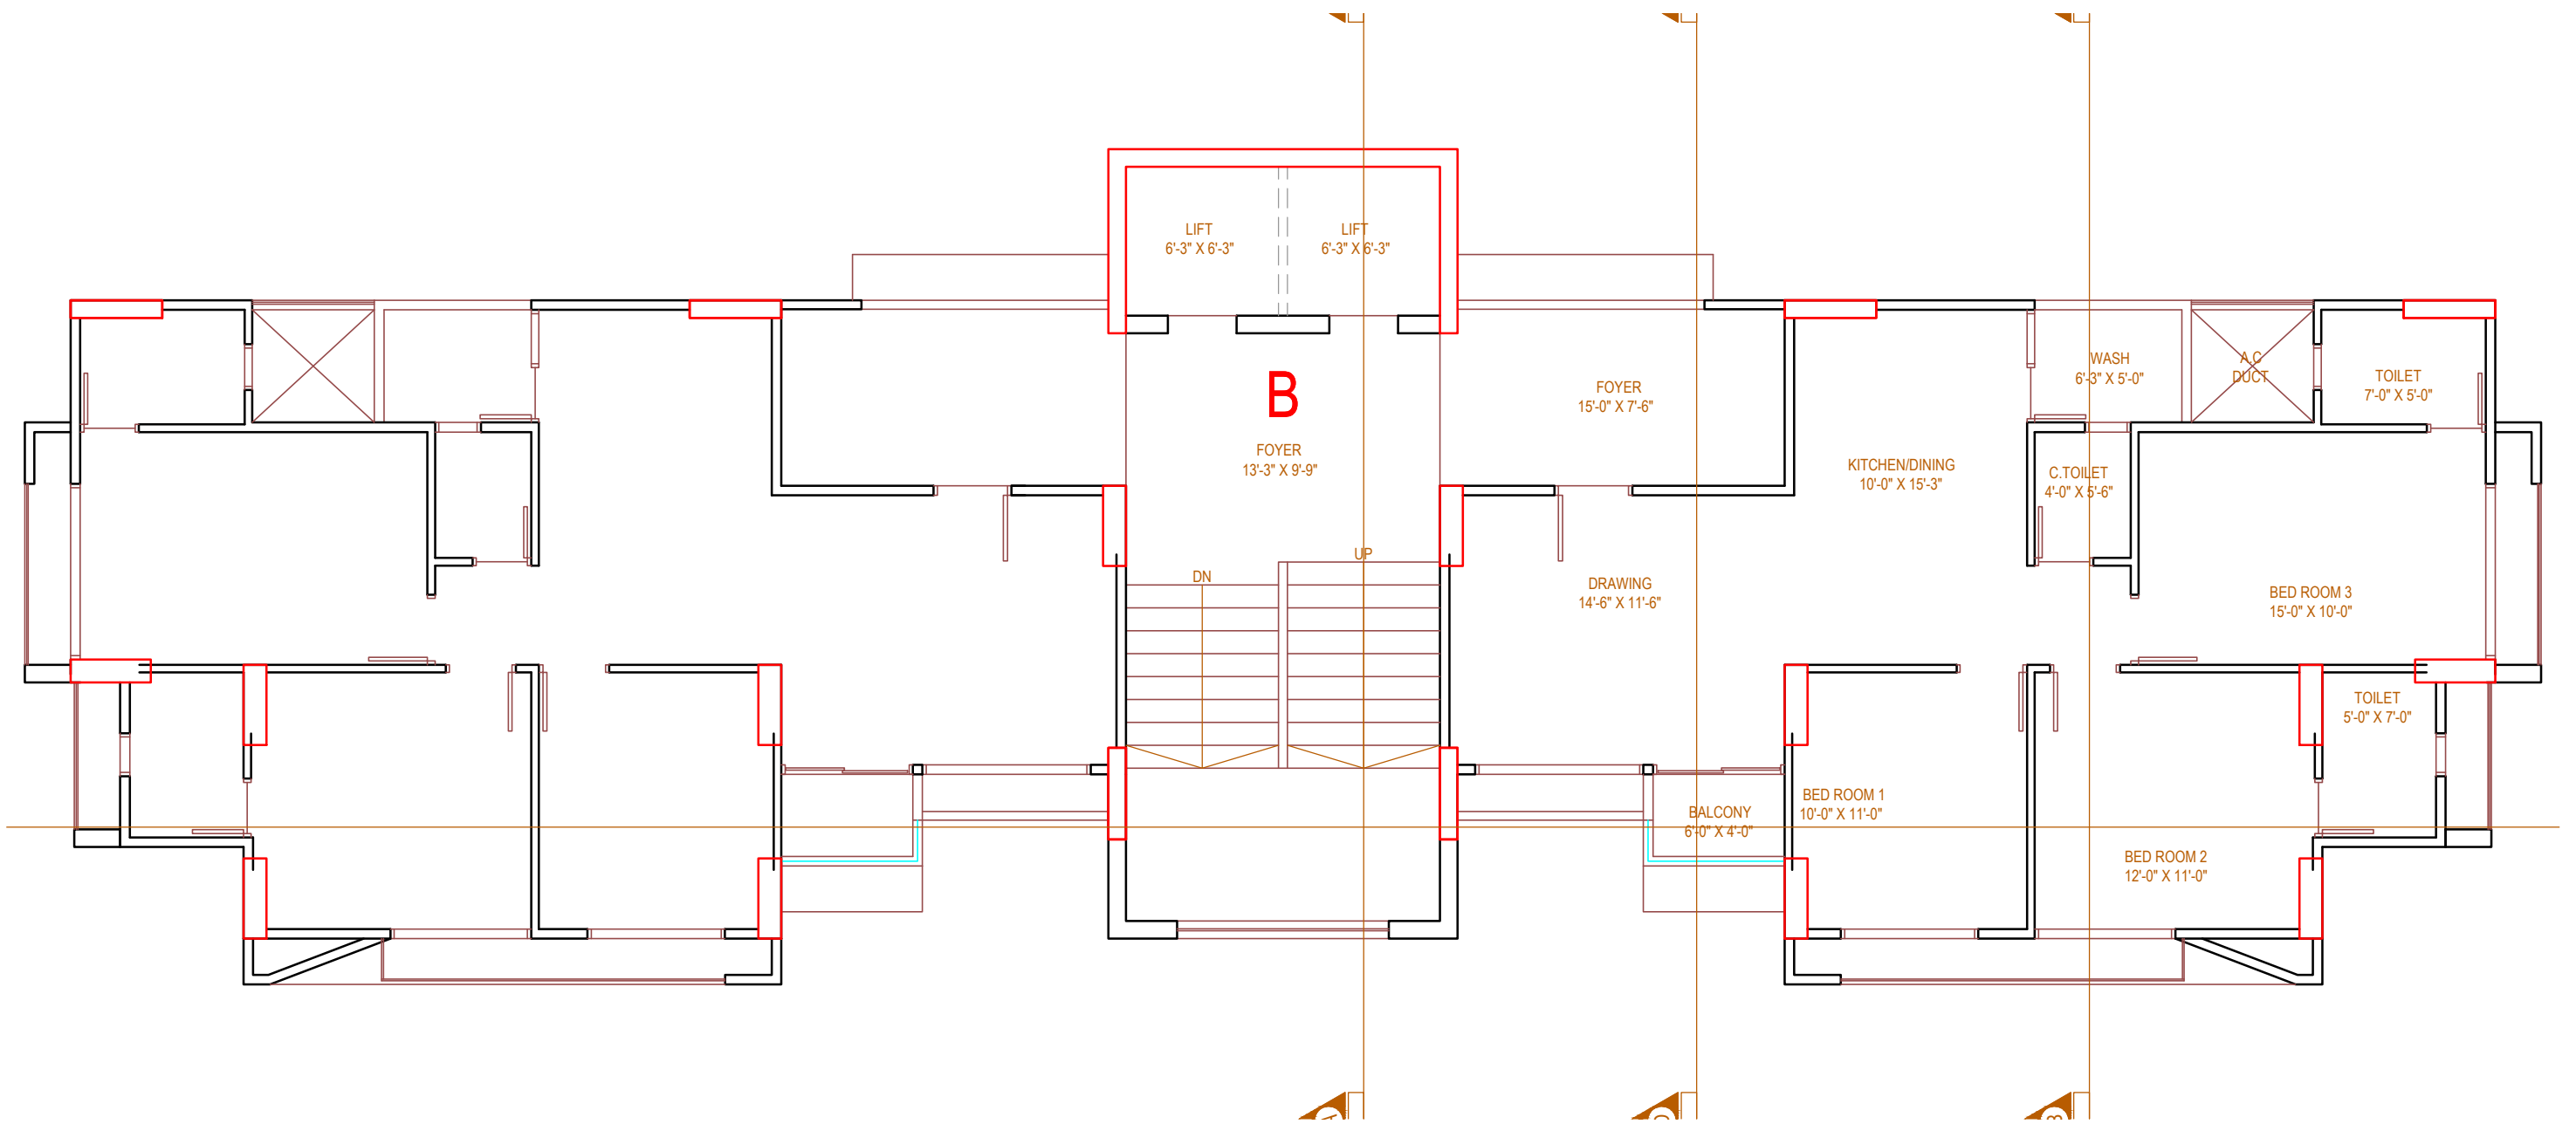 LIFT
6'-3" X 6'-3"
LIFT
6'-3" X 6'-3"
B
FOYER
13'-3" X 9'-9"
FOYER
15'-0" X 7'-6"
WASH
6'-3" X 5'-0"
A.C
DUCT
TOILET
7'-0" X 5'-0"
KITCHEN/DINING
10'-0" X 15'-3"
C.TOILET
4'-0" X 5'-6"
UP
DN
DRAWING
14'-6" X 11'-6"
BED ROOM 3
15'-0" X 10'-0"
TOILET
5'-0" X 7'-0"
BALCONY
6'-0" X 4'-0"
BED ROOM 1
10'-0" X 11'-0"
BED ROOM 2
12'-0" X 11'-0"